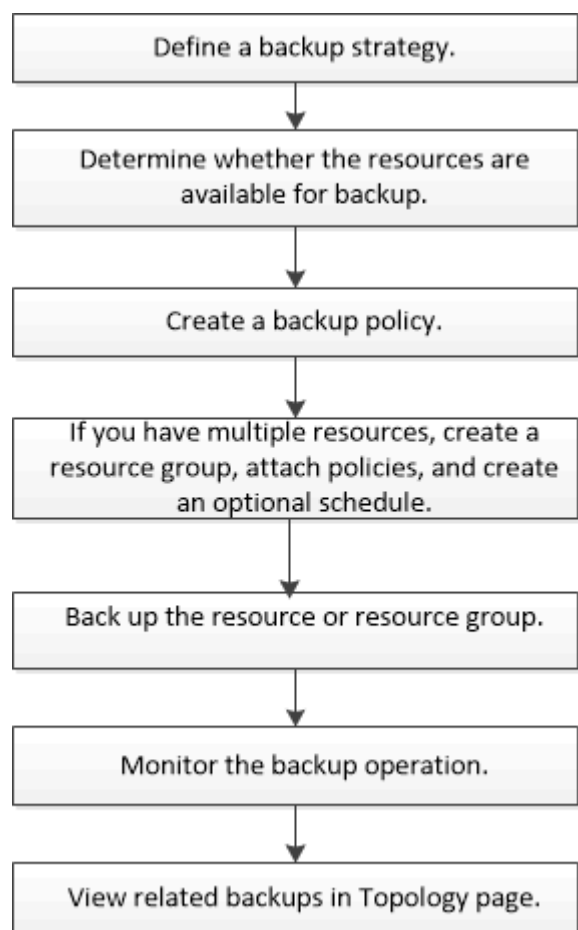 Define a backup strategy.
Determine whether the resources are
available for backup.
Create a backup policy.
If you have multiple resources, create a
resource group, attach policies, and create
an optional schedule.
Back up the resource or resource group.
Monitor the backup operation.
View related backups in Topology page.